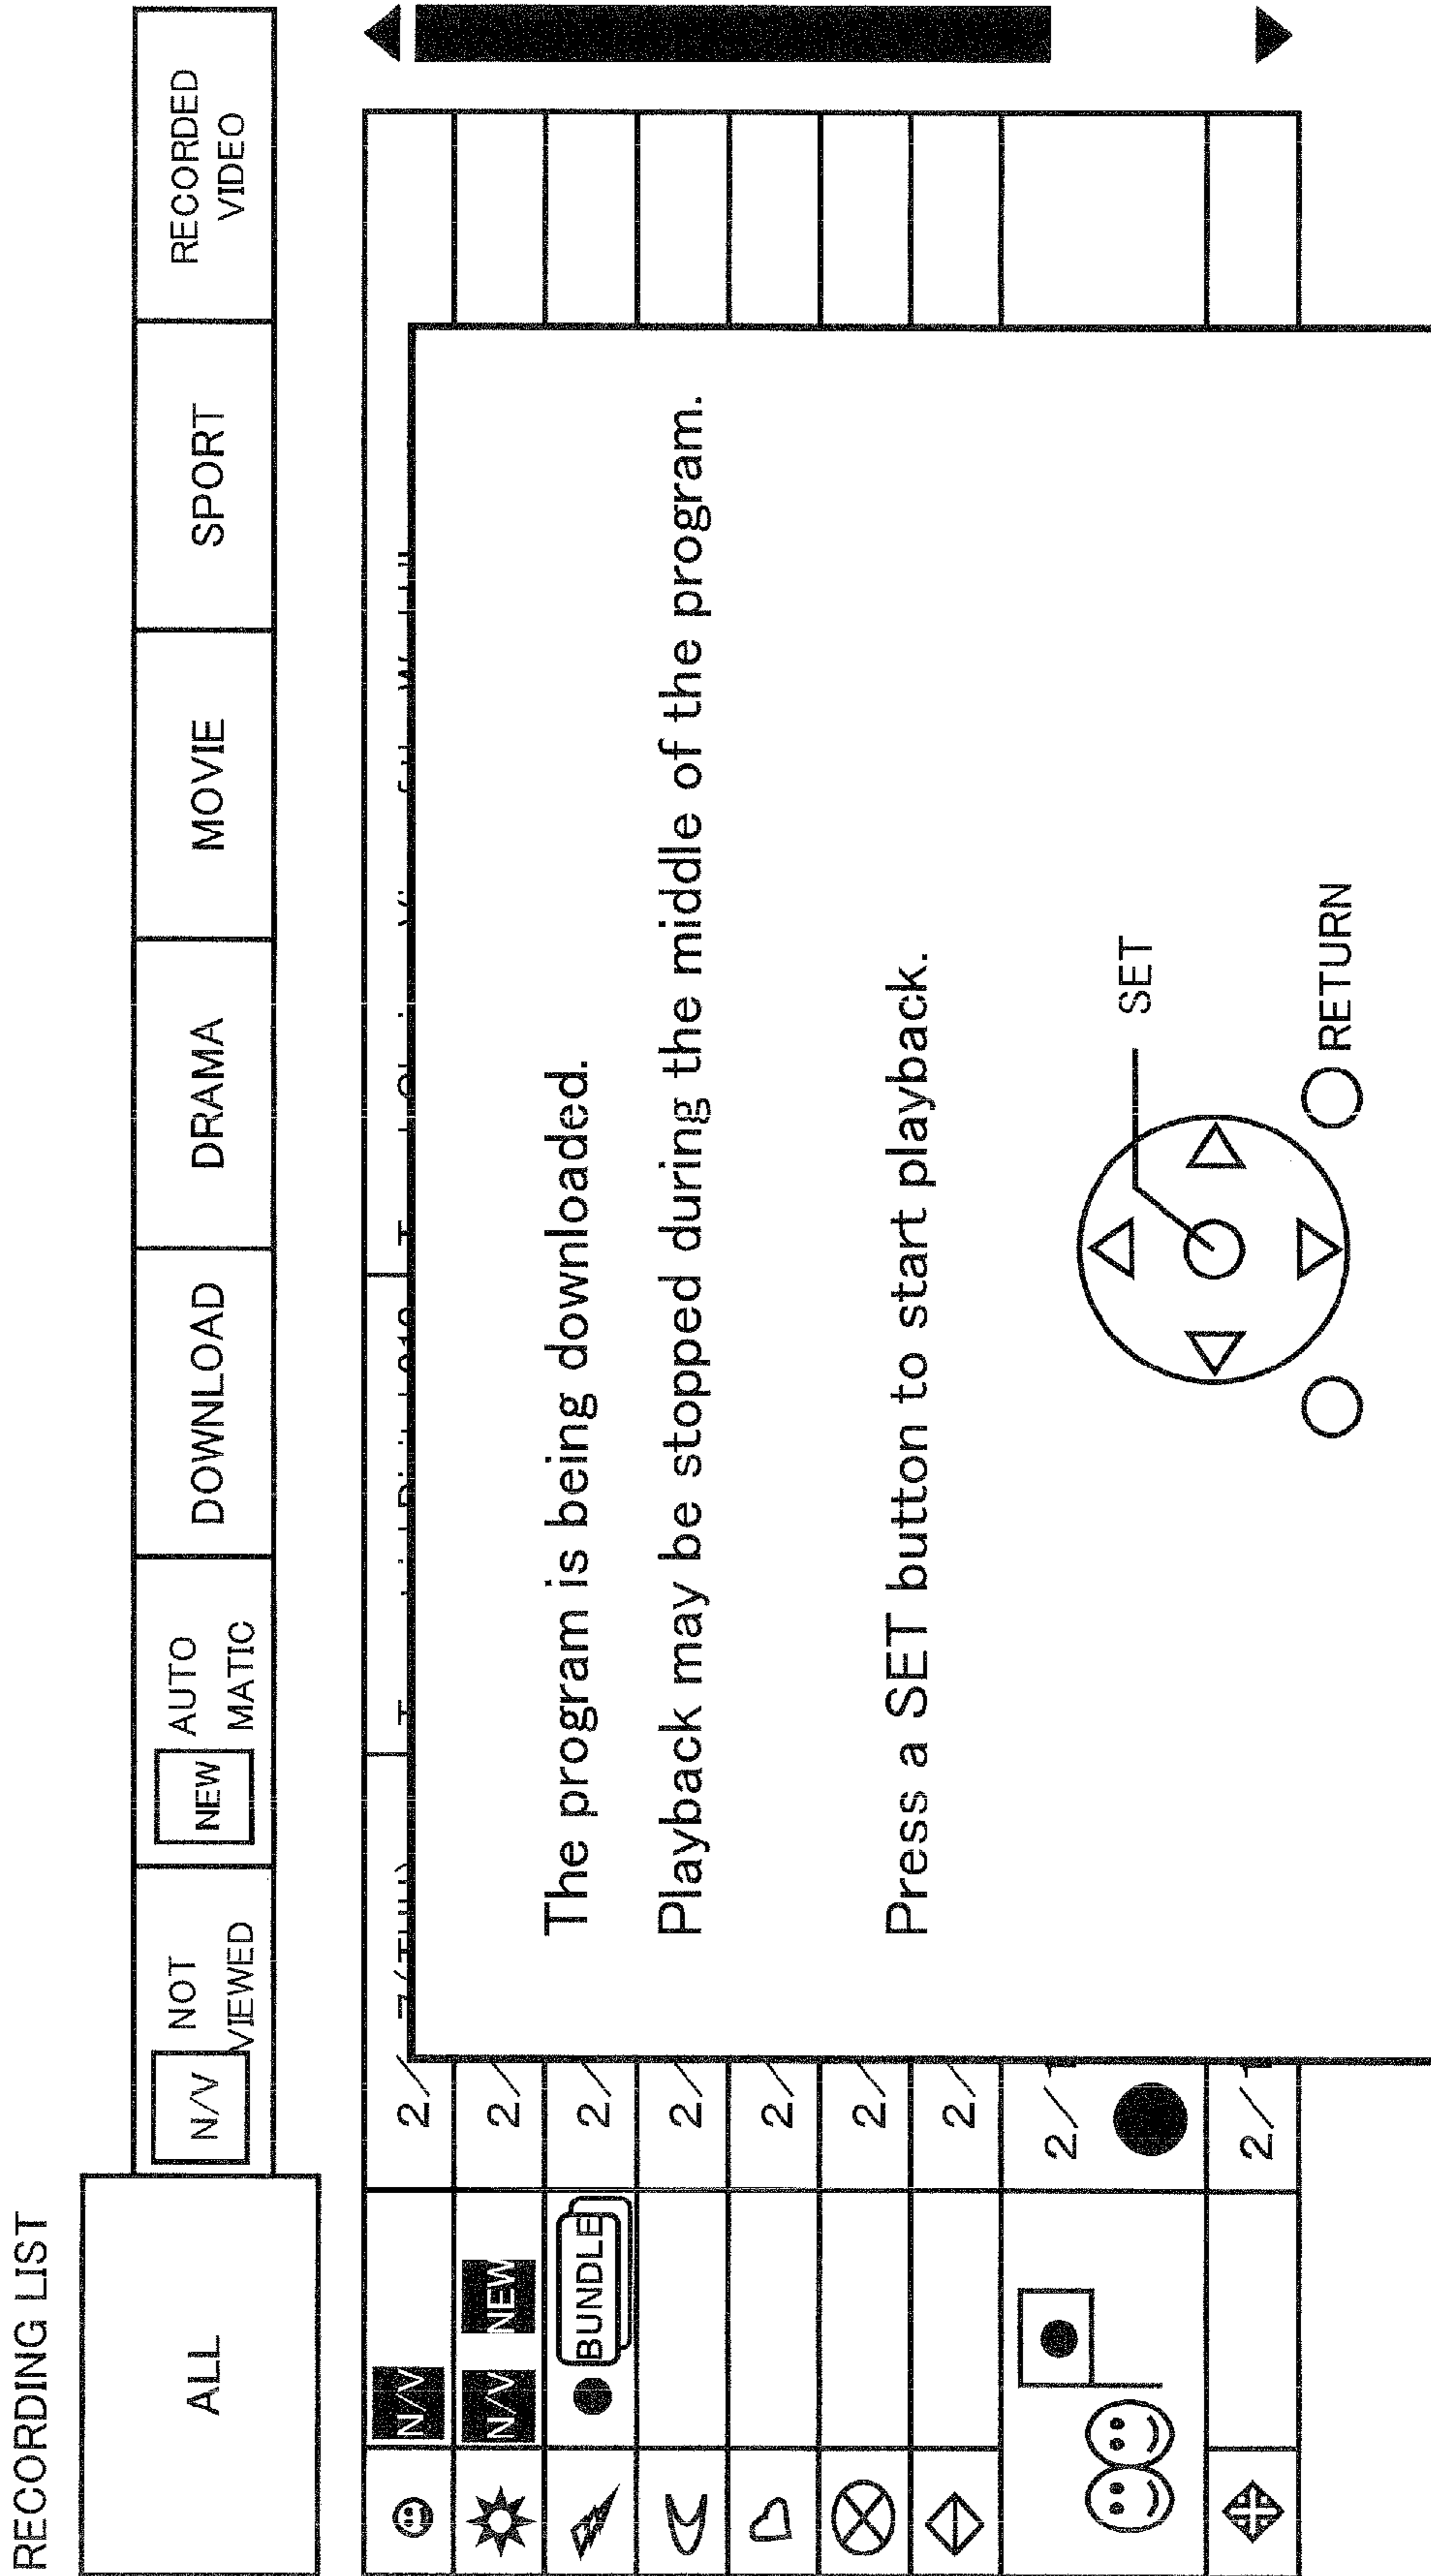 RECORDING LIST
ALL
N/V
NOT
VIEWED
NEW
AUTO
MATIC
DOWNLOAD
DRAMA
MOVIE
SPORT
RECORDED
VIDEO
N/V
2/
N/V
NEW
2/
BUNDLE
2/
2/
2/
2/
2/
2/1
2/1
The program is being downloaded.
Playback may be stopped during the middle of the program.
Press a SET button to start playback.
SET
RETURN